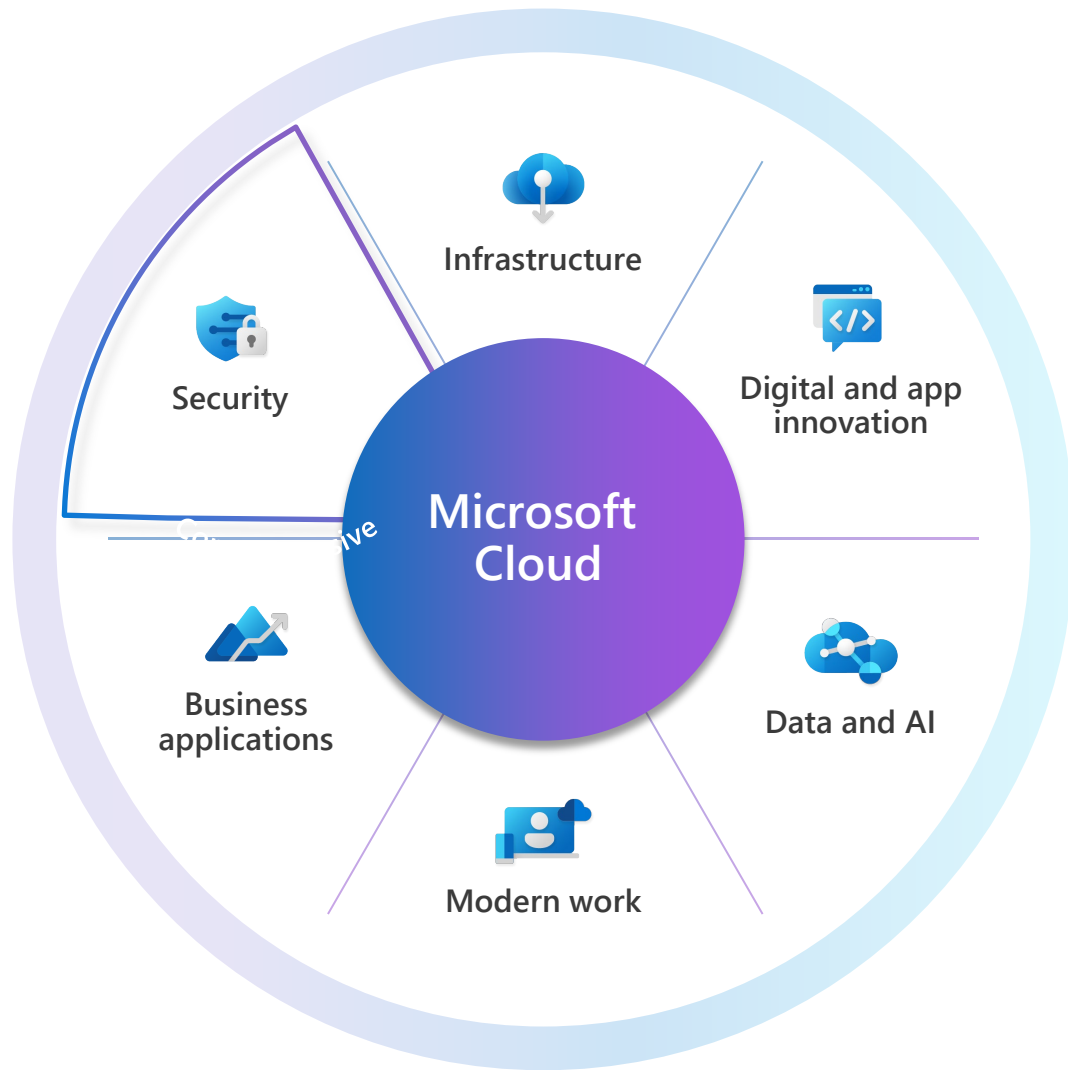 Infrastructure
Digital and app
innovation
Security
Microsoft
Cloud
Business
applications
Data and AI
Modern work